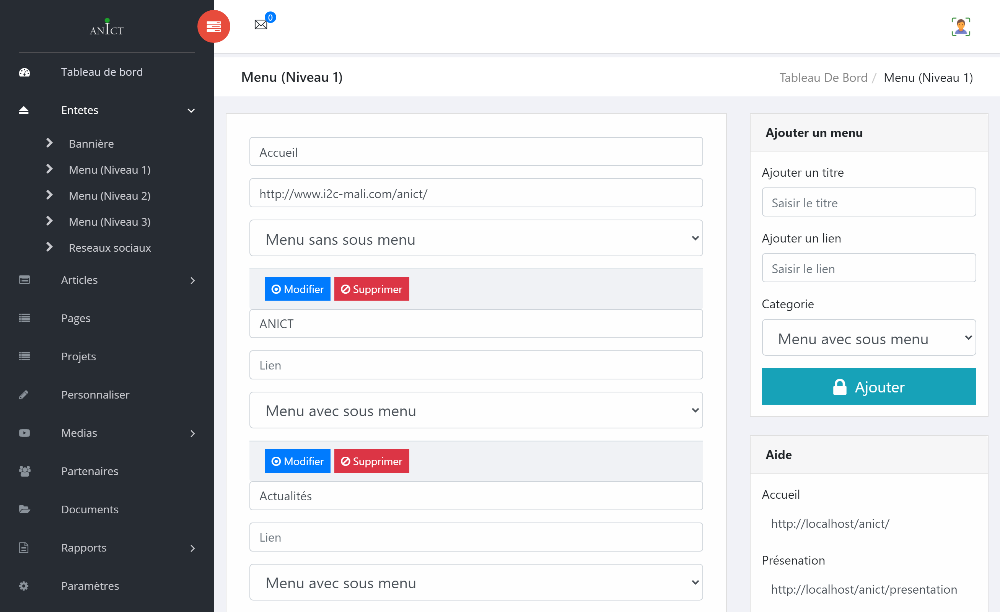 ANICT
Tableau de bord
Entetes
Bannière
Menu (Niveau 1)
Menu (Niveau 2)
Menu (Niveau 3)
Reseaux sociaux
Articles
Pages
Projets
Personnaliser
Medias
Partenaires
Documents
Rapports
Paramètres
0
Menu (Niveau 1)
Tableau De Bord / Menu (Niveau 1)
Accueil
http://www.i2c-mali.com/anict/
Menu sans sous menu
Modifier Supprimer
ANICT
Lien
Menu avec sous menu
Modifier Supprimer
Actualités
Lien
Menu avec sous menu
Ajouter un menu
Ajouter un titre
Saisir le titre
Ajouter un lien
Saisir le lien
Categorie
Menu avec sous menu
Ajouter
Aide
Accueil
http://localhost/anict/
Présenation
http://localhost/anict/presentation